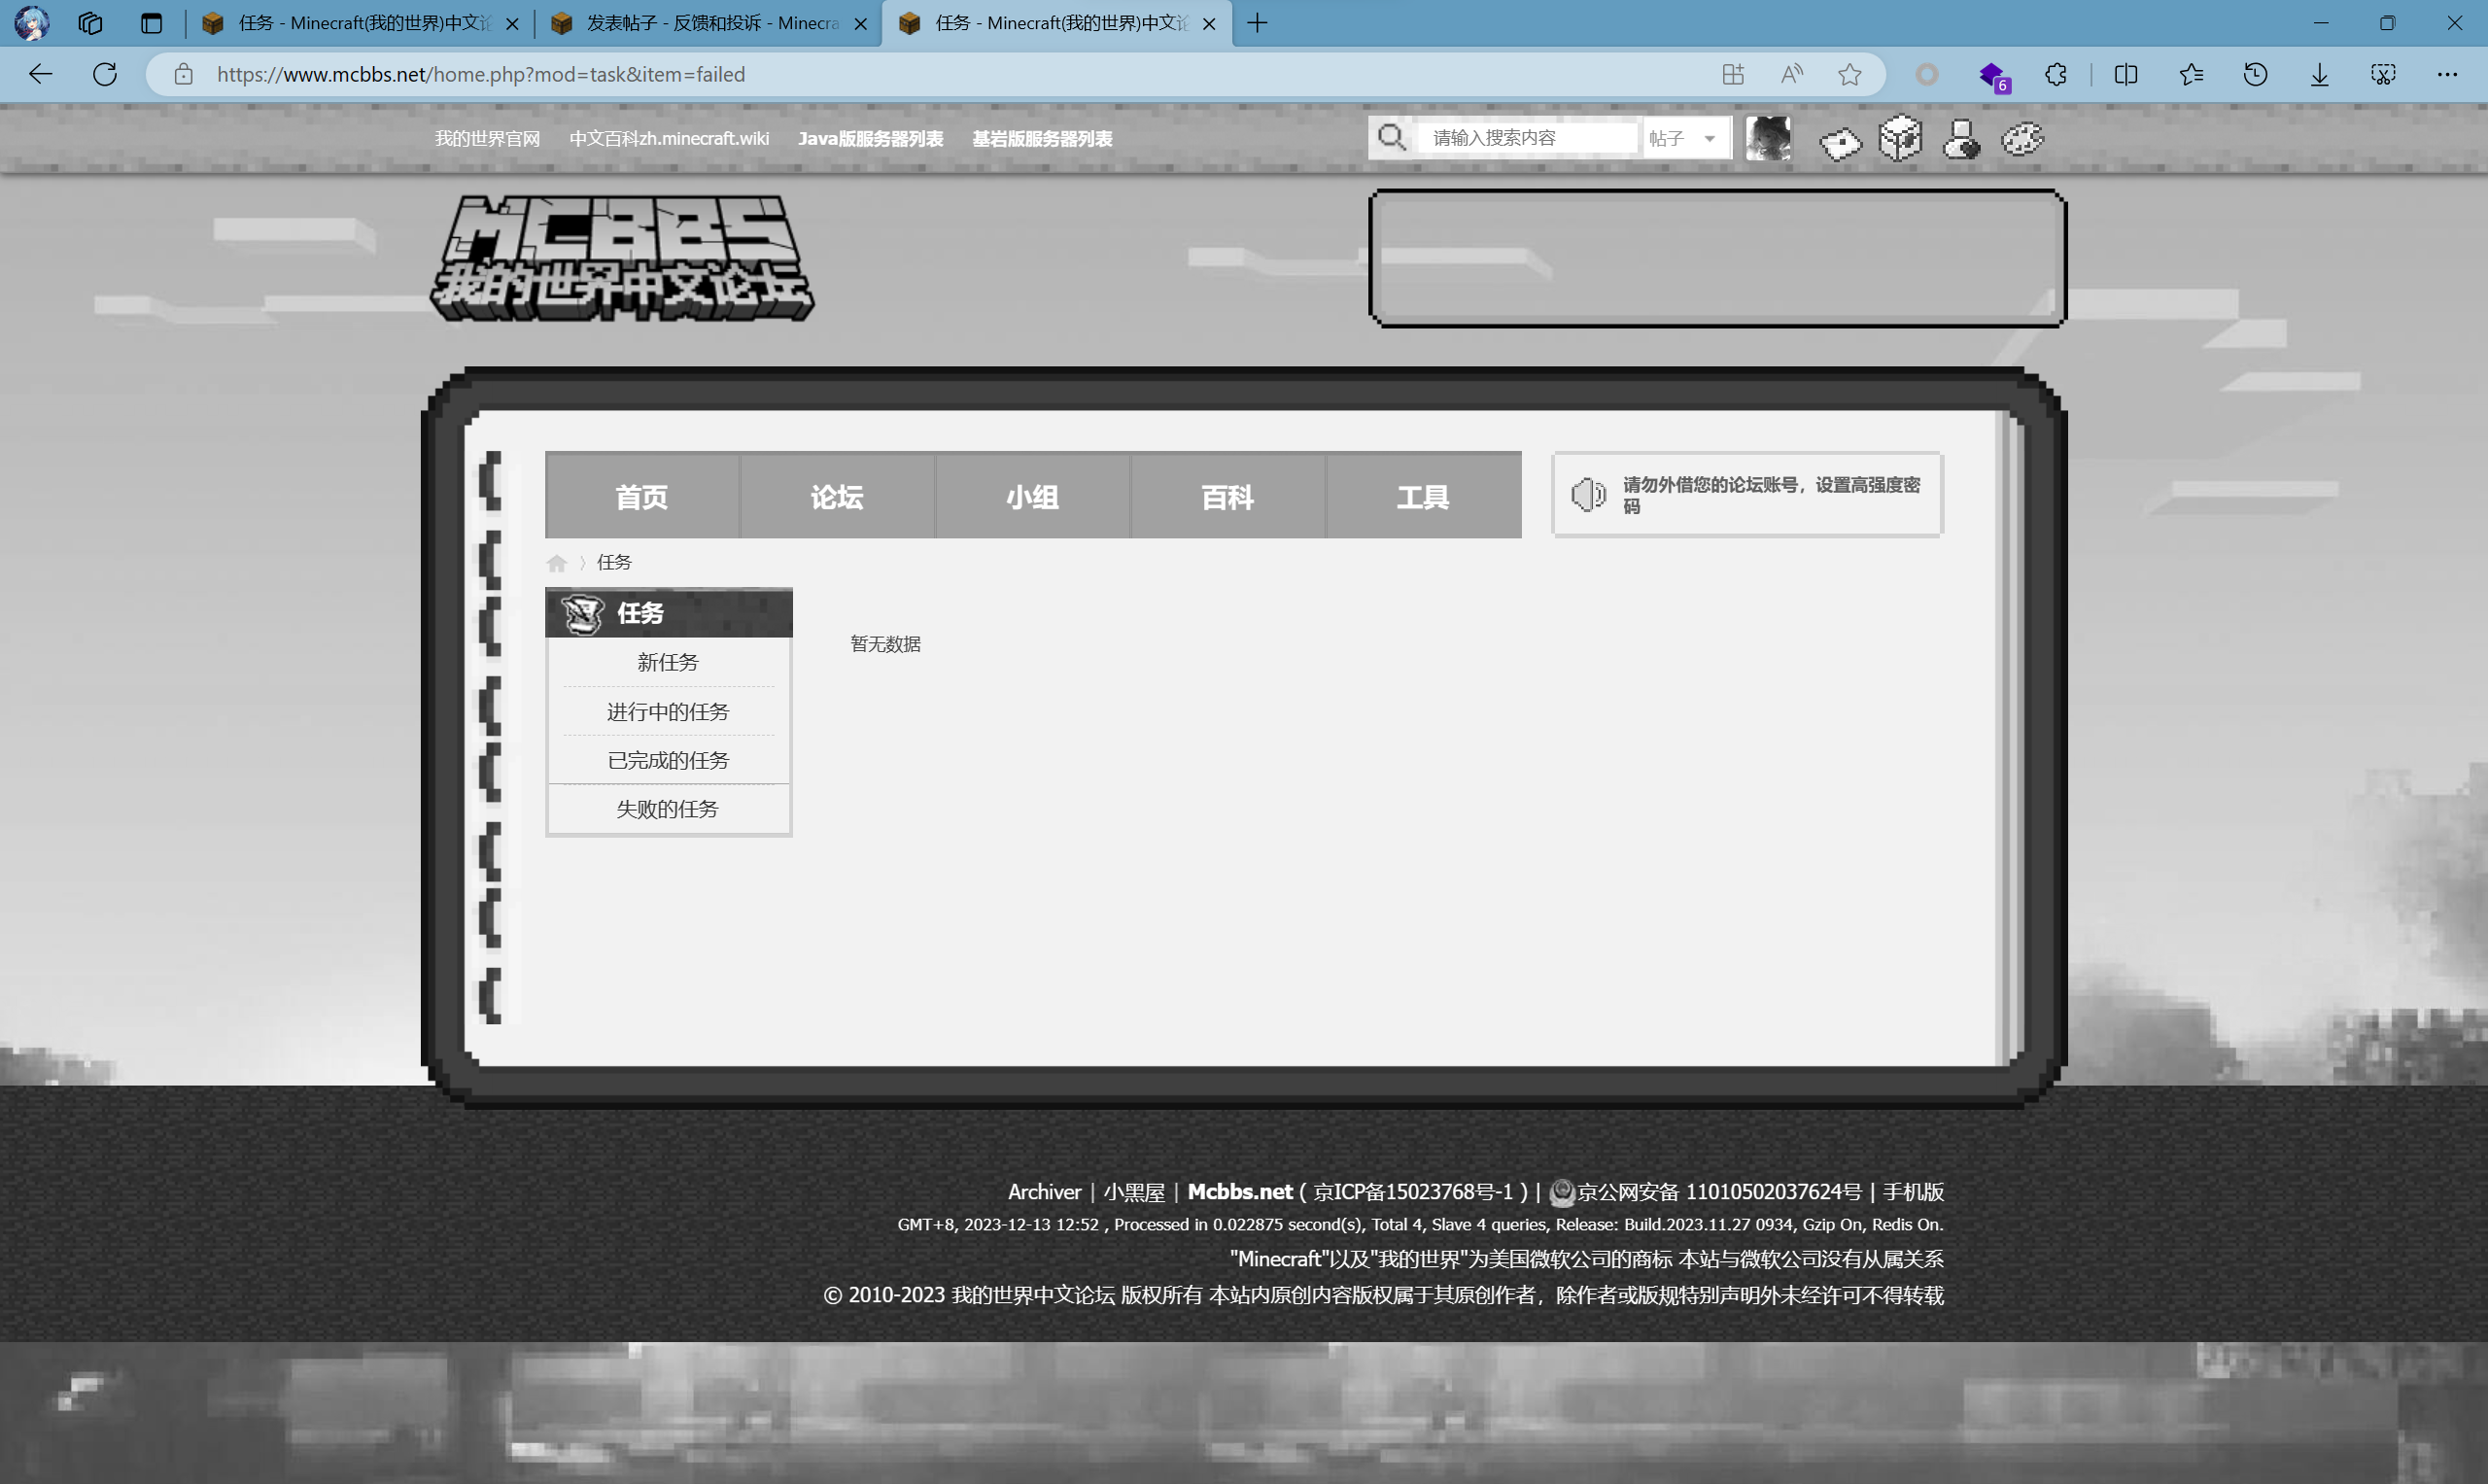 任务 - Minecraft(我的世界)中文论
发表帖子 - 反馈和投诉 - Minecra
任务 - Minecraft(我的世界)中文论
https://www.mcbbs.net/home.php?mod=task&item=failed
6
我的世界官网 中文百科zh.minecraft.wiki Java版服务器列表 基岩版服务器列表
请输入搜索内容 帖子
MCBBS
我的世界中文论坛
首页 论坛 小组 百科 工具
请勿外借您的论坛账号，设置高强度密
码
任务
任务
暂无数据
新任务
进行中的任务
已完成的任务
失败的任务
Archiver | 小黑屋 | Mcbbs.net ( 京ICP备15023768号-1 ) | 京公网安备 11010502037624号 | 手机版
GMT+8, 2023-12-13 12:52 , Processed in 0.022875 second(s), Total 4, Slave 4 queries, Release: Build.2023.11.27 0934, Gzip On, Redis On.
"Minecraft"以及"我的世界"为美国微软公司的商标 本站与微软公司没有从属关系
© 2010-2023 我的世界中文论坛 版权所有 本站内原创内容版权属于其原创作者，除作者或版规特别声明外未经许可不得转载